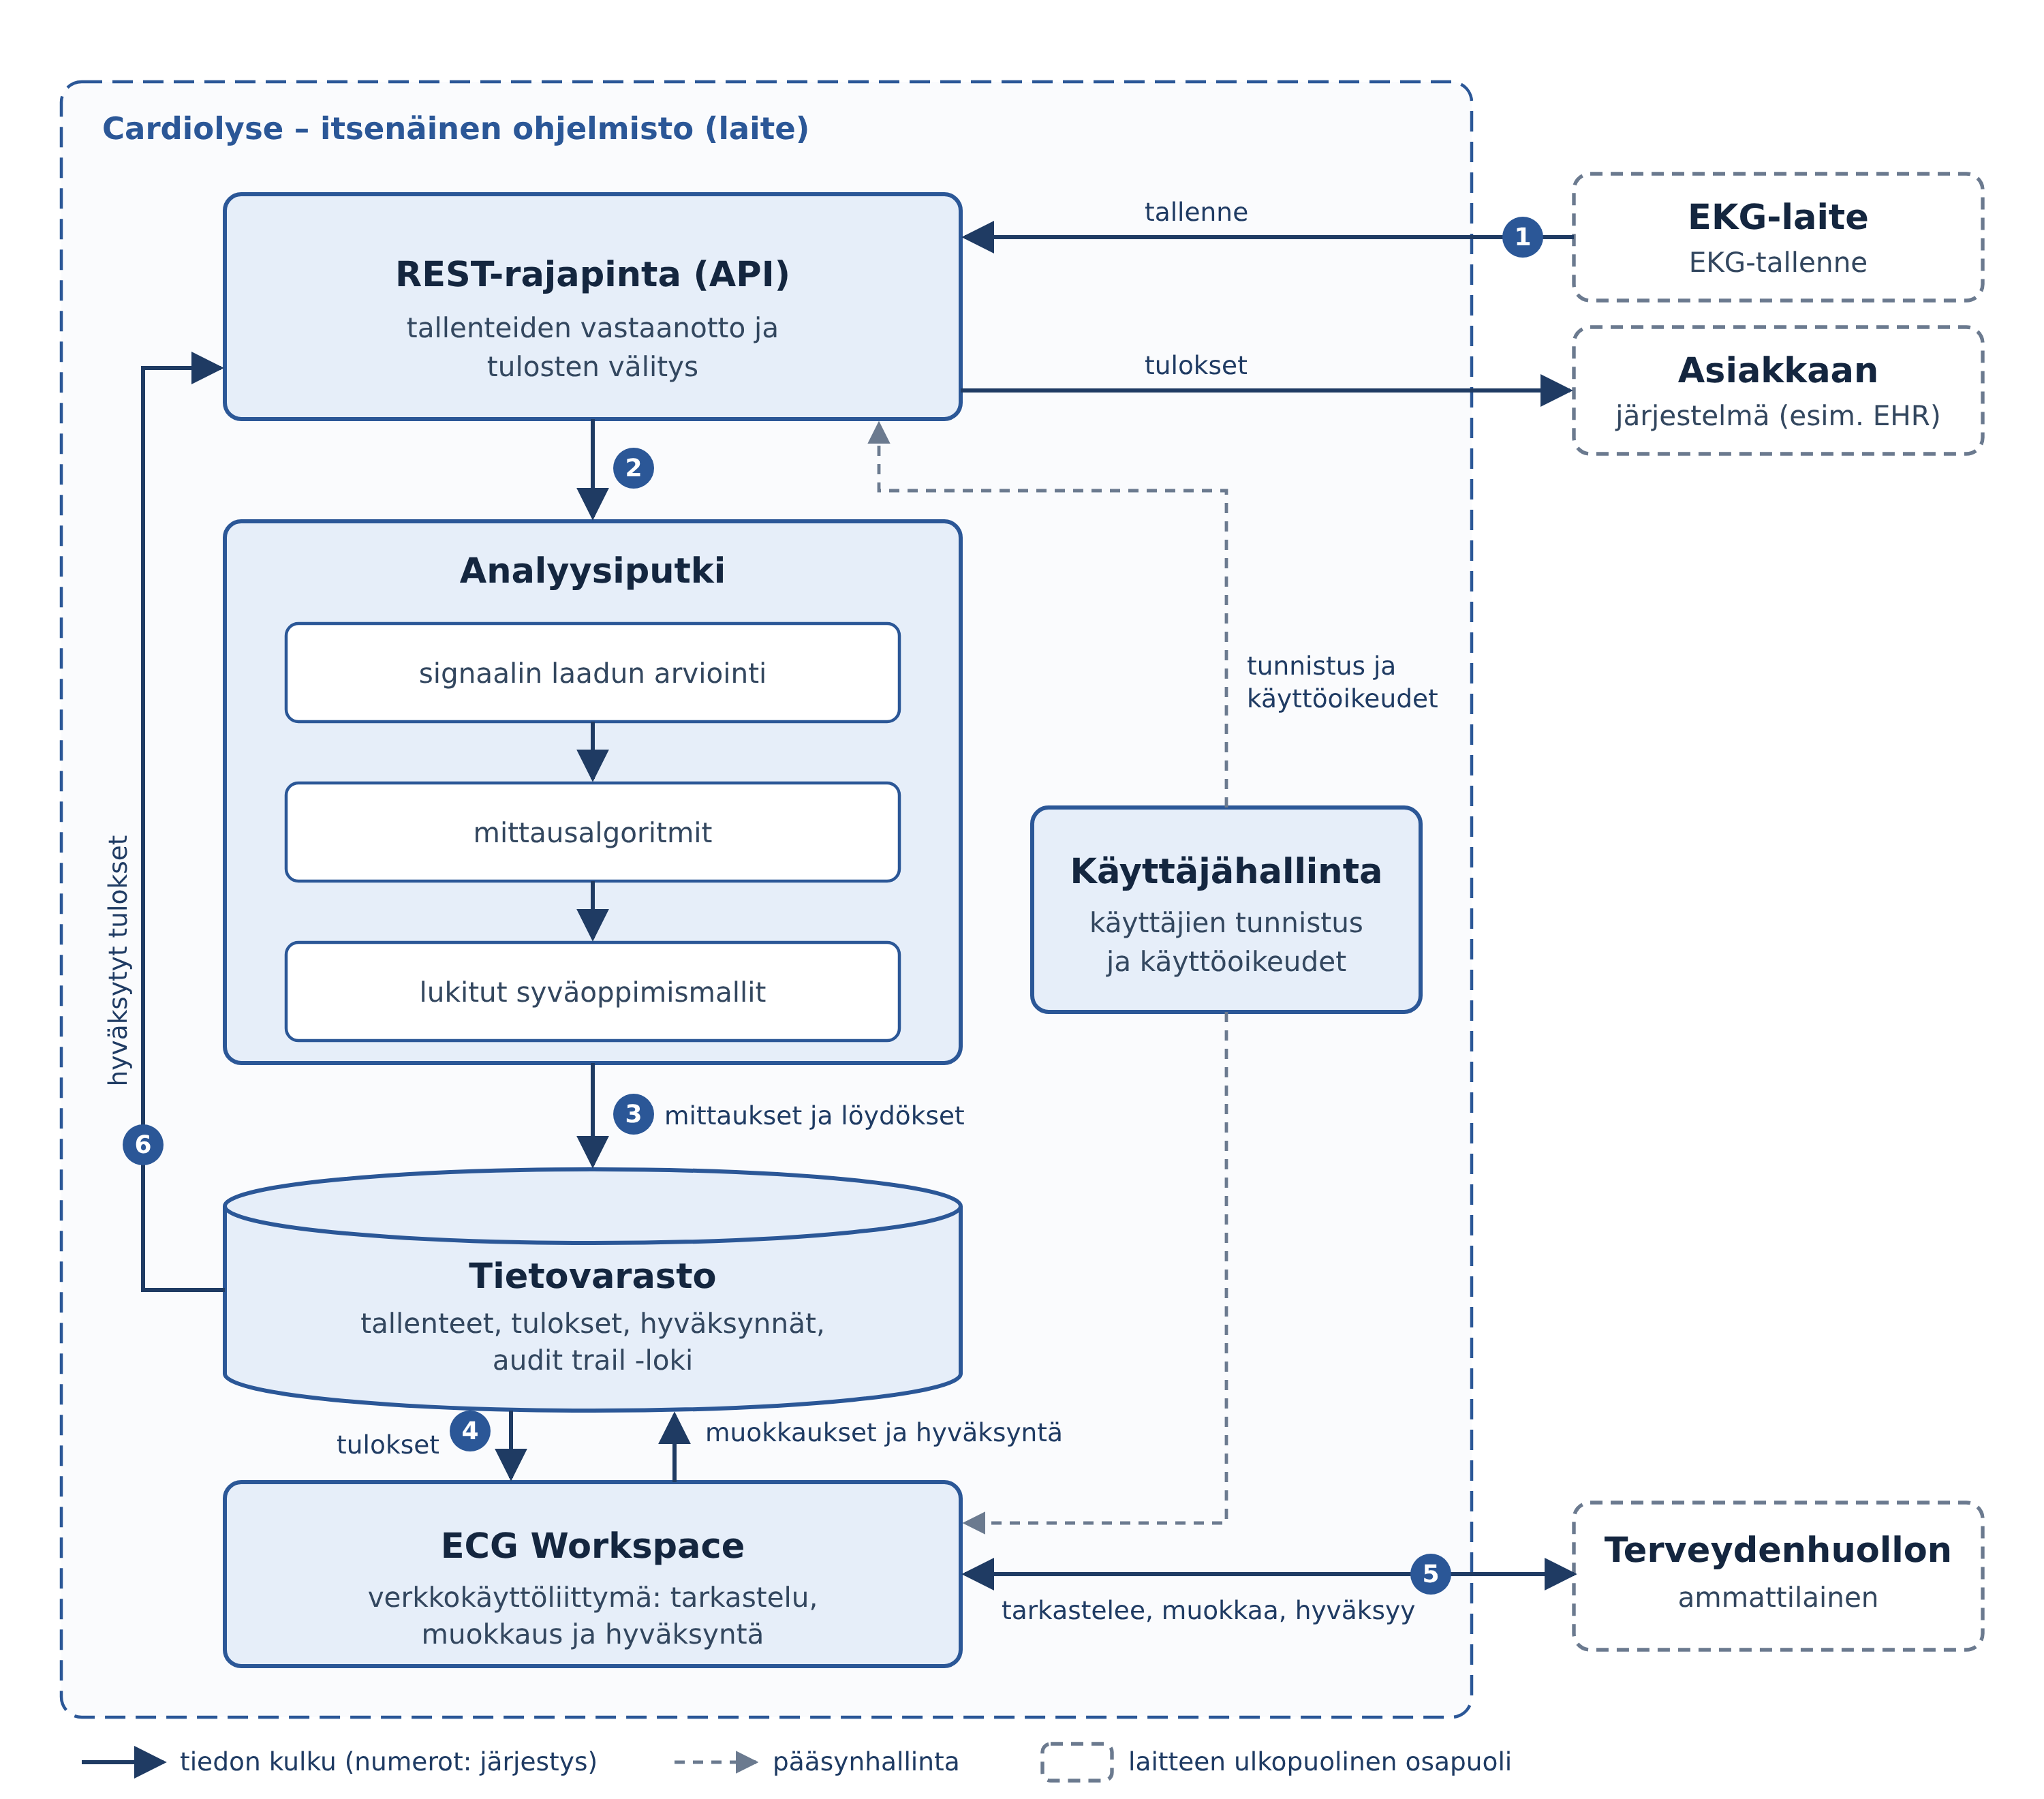 Cardiolyse – itsenäinen ohjelmisto (laite)
tallenne
1
EKG-laite
EKG-tallenne
REST-rajapinta (API)
tallenteiden vastaanotto ja
tulosten välitys
tulokset
Asiakkaan
järjestelmä (esim. EHR)
2
Analyysiputki
signaalin laadun arviointi
mittausalgoritmit
lukitut syväoppimismallit
tunnistus ja
käyttöoikeudet
Käyttäjähallinta
käyttäjien tunnistus
ja käyttöoikeudet
hyväksytyt tulokset
6
3
mittaukset ja löydökset
Tietovarasto
tallenteet, tulokset, hyväksynnät,
audit trail -loki
tulokset
4
muokkaukset ja hyväksyntä
ECG Workspace
verkkokäyttöliittymä: tarkastelu,
muokkaus ja hyväksyntä
5
tarkastelee, muokkaa, hyväksyy
Terveydenhuollon
ammattilainen
tiedon kulku (numerot: järjestys)
pääsynhallinta
laitteen ulkopuolinen osapuoli